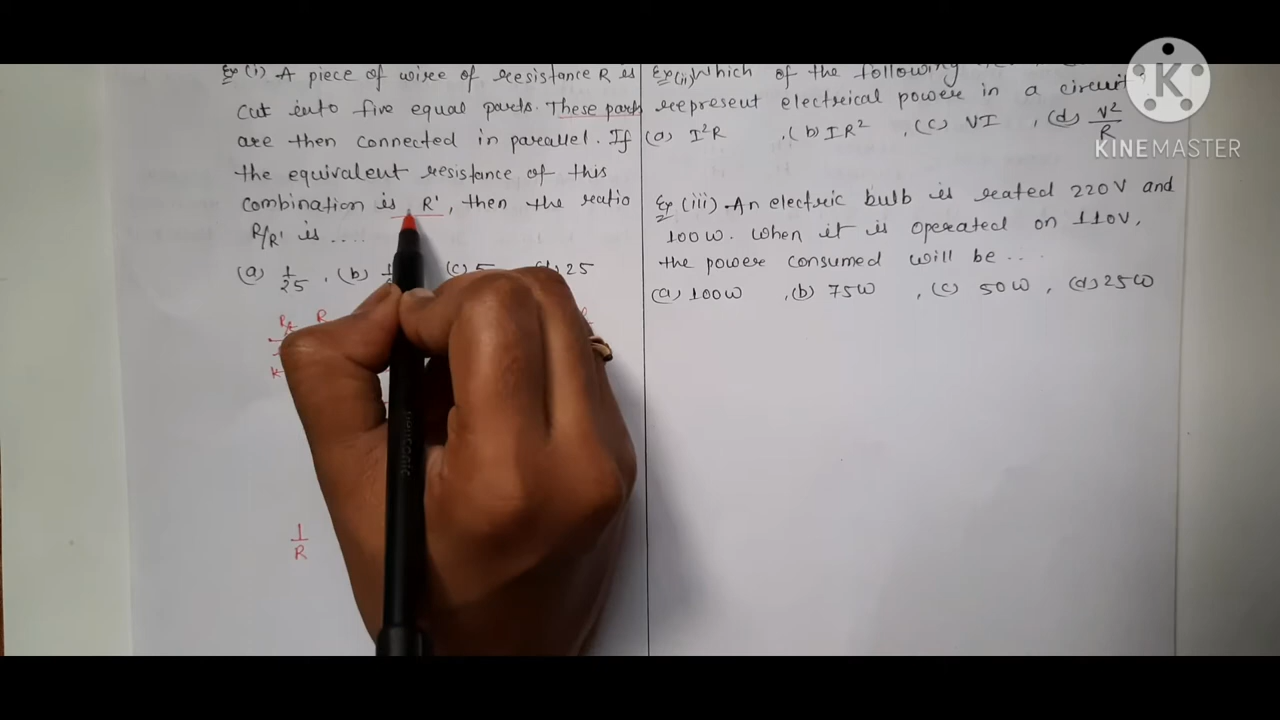 Ex (i) A piece of wire of resistance R is
cut into five equal parts. These parts
are then connected in parallel. If
the equivalent resistance of this
combination is R', then the ratio
R/R' is ....
(a) 1/25 , (b) (c) 5 (d) 25
R
1/R
Ex (ii) Which of the following
represent electrical power in a circuit?
(a) I²R , (b) IR² , (c) VI , (d) V²/R
Ex (iii) An electric bulb is rated 220V and
100W. When it is operated on 110V,
the power consumed will be ...
(a) 100W , (b) 75W , (c) 50W , (d) 25W
K
KINEMASTER